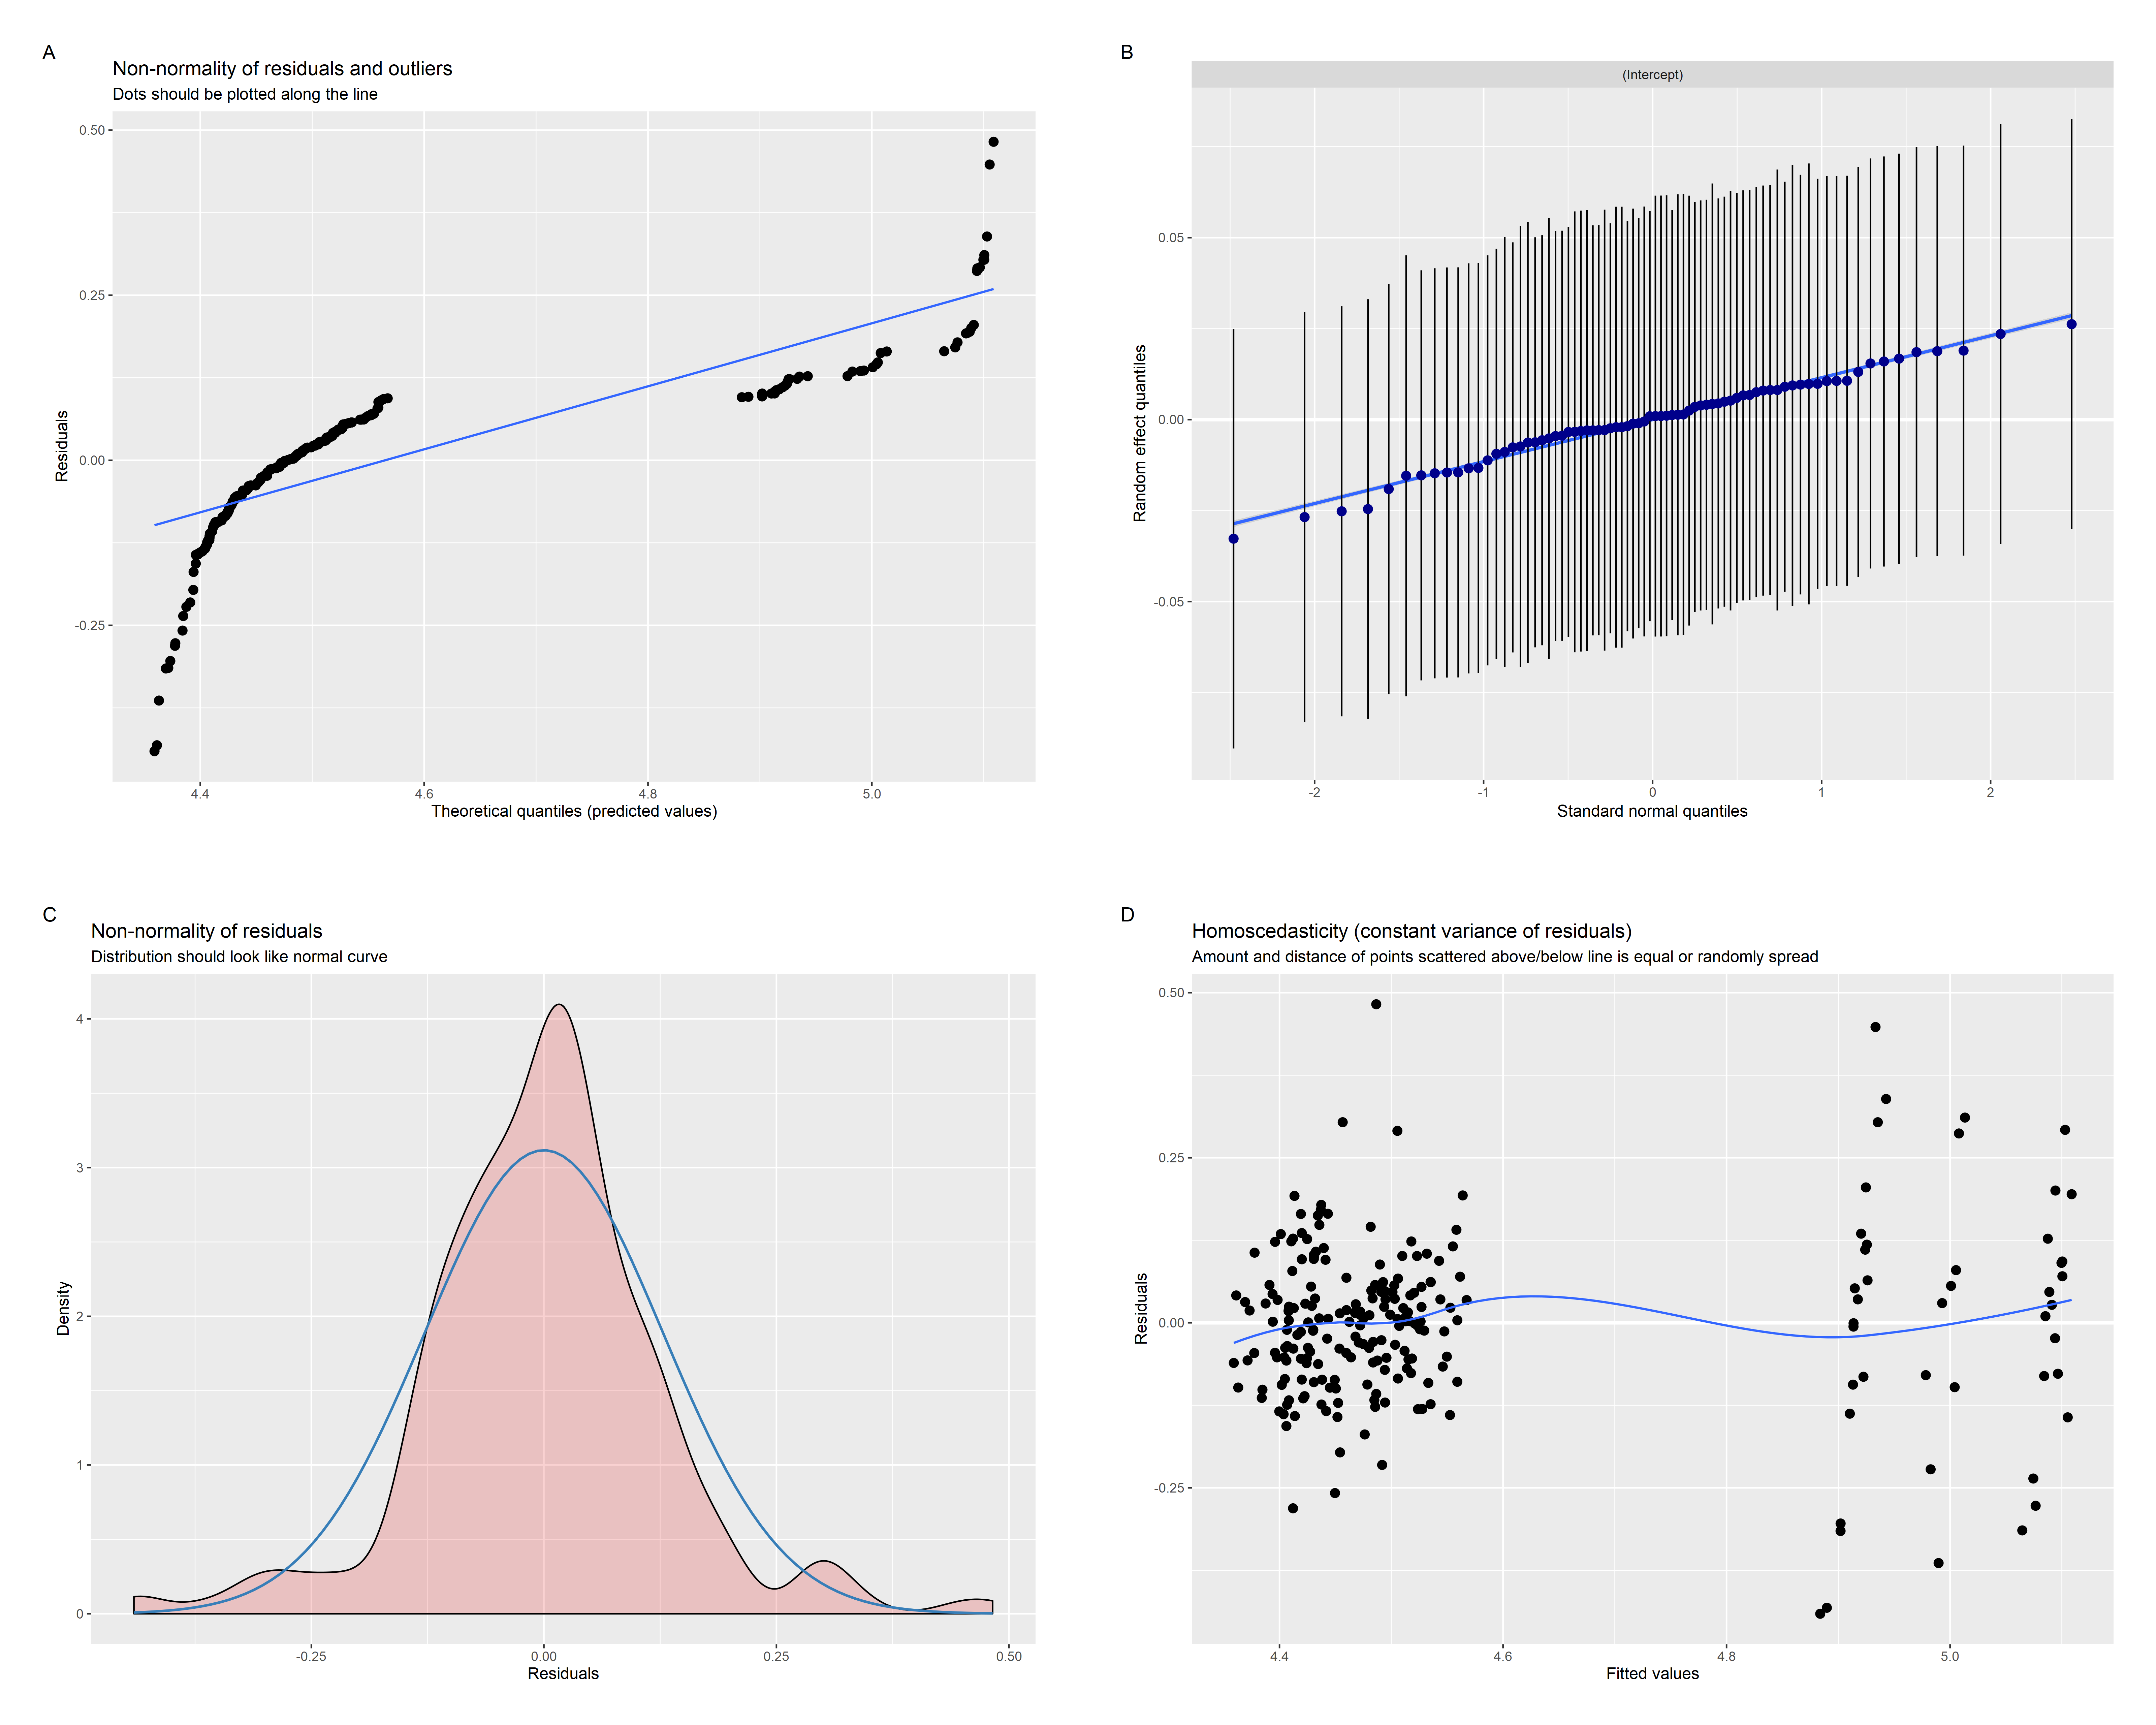 A
Non-normality of residuals and outliers
Dots should be plotted along the line
0.50
0.25
0.00
-0.25
Residuals
4.4
4.6
4.8
5.0
Theoretical quantiles (predicted values)
B
(Intercept)
0.05
0.00
-0.05
Random effect quantiles
-2
-1
0
1
2
Standard normal quantiles
C
Non-normality of residuals
Distribution should look like normal curve
4
3
2
1
0
Density
-0.25
0.00
0.25
0.50
Residuals
D
Homoscedasticity (constant variance of residuals)
Amount and distance of points scattered above/below line is equal or randomly spread
0.50
0.25
0.00
-0.25
Residuals
4.4
4.6
4.8
5.0
Fitted values